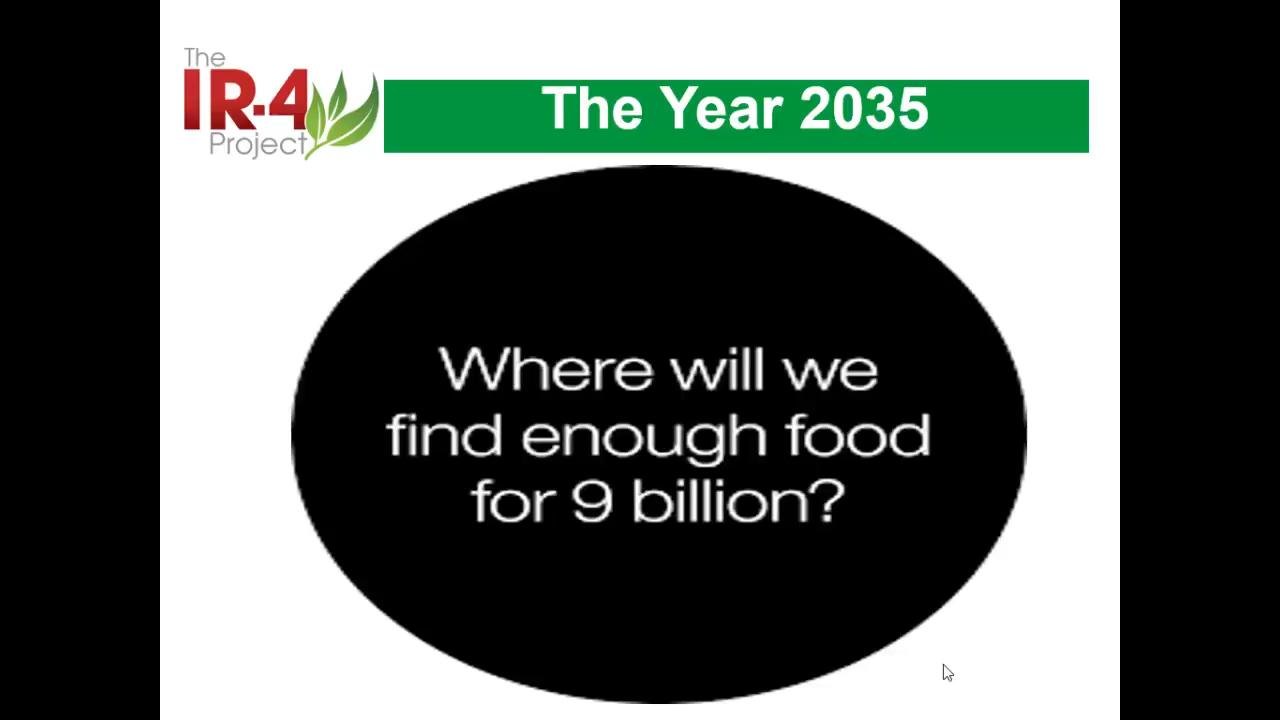 The
IR-4
Project
The Year 2035
Where will we
find enough food
for 9 billion?